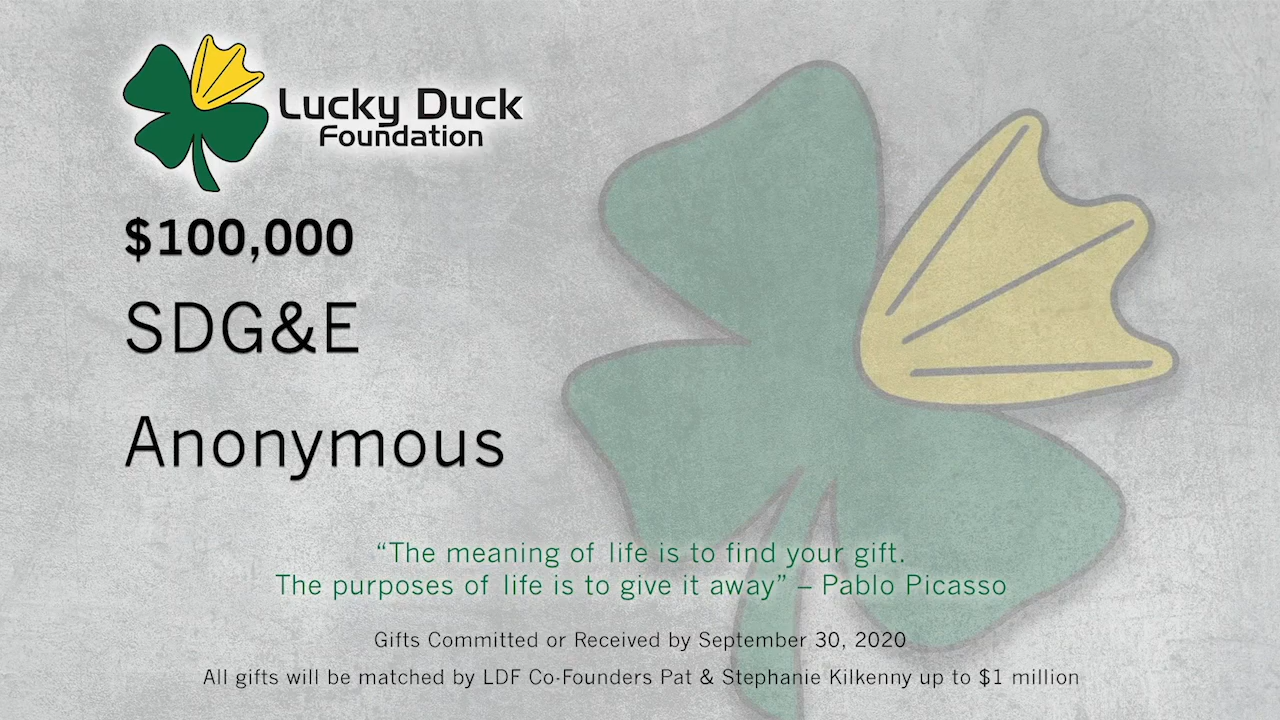 Lucky Duck
Foundation
$100,000
SDG&E
Anonymous
“The meaning of life is to find your gift.
The purposes of life is to give it away” – Pablo Picasso
Gifts Committed or Received by September 30, 2020
All gifts will be matched by LDF Co-Founders Pat & Stephanie Kilkenny up to $1 million